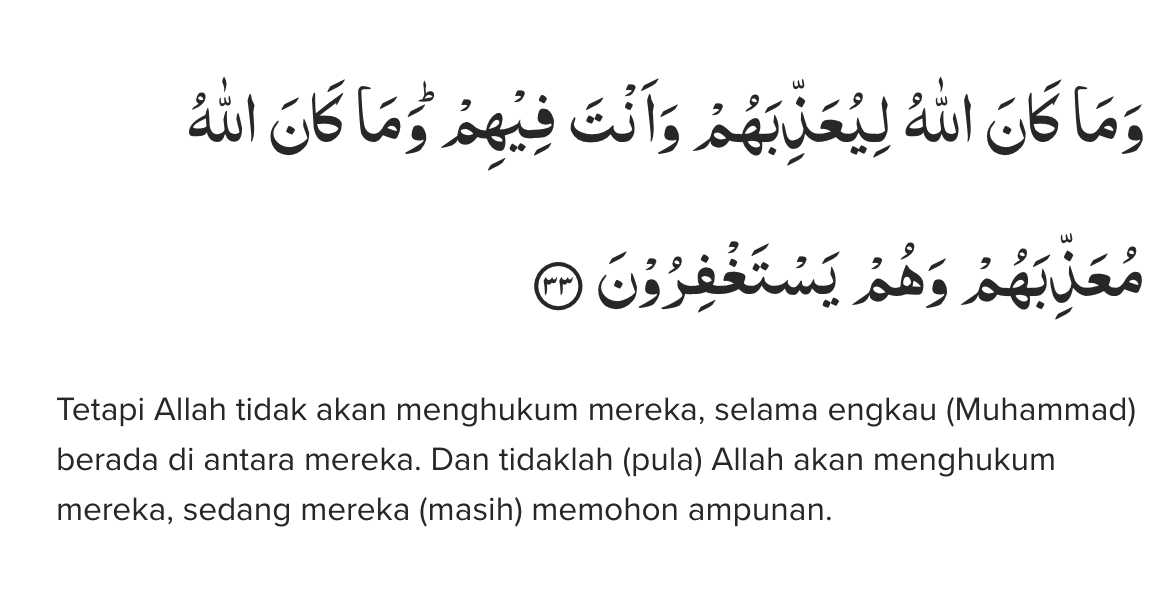 وَمَا كَانَ اللّٰهُ لِيُعَذِّبَهُمْ وَاَنْتَ فِيْهِمْۗ وَمَا كَانَ اللّٰهُ
مُعَذِّبَهُمْ وَهُمْ يَسْتَغْفِرُوْنَ ٣٣
Tetapi Allah tidak akan menghukum mereka, selama engkau (Muhammad)
berada di antara mereka. Dan tidaklah (pula) Allah akan menghukum
mereka, sedang mereka (masih) memohon ampunan.